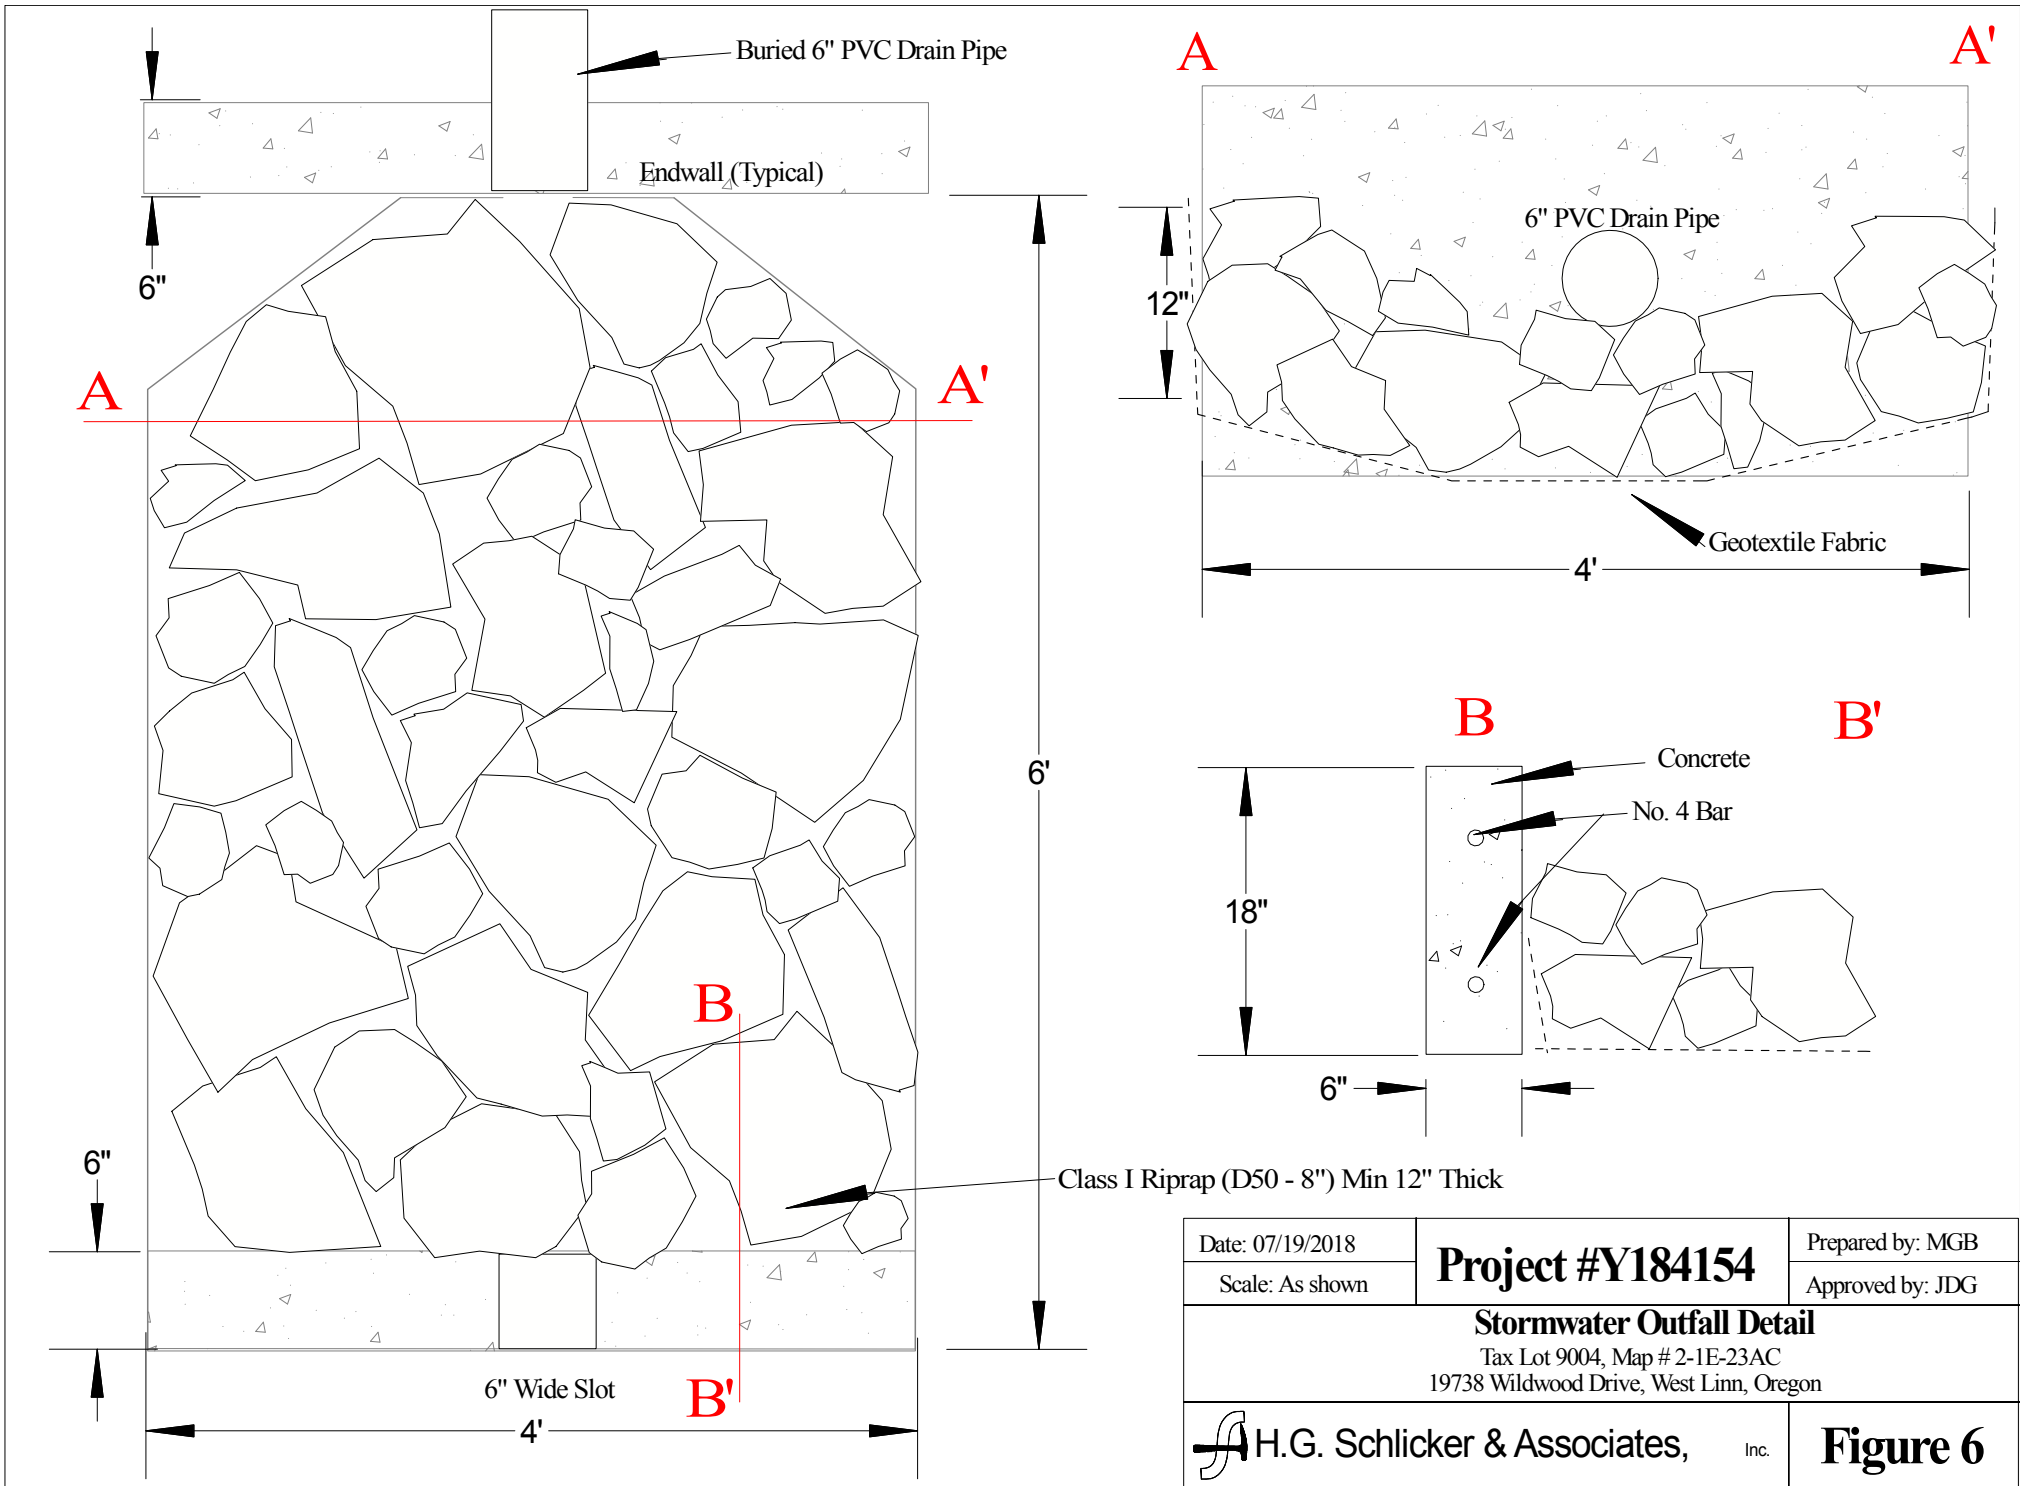 Buried 6" PVC Drain Pipe
Endwall (Typical)
6"
A
A'
6'
B
6"
Class I Riprap (D50 - 8") Min 12" Thick
6" Wide Slot
B'
4'
A
A'
6" PVC Drain Pipe
12"
Geotextile Fabric
4'
B
B'
Concrete
No. 4 Bar
18"
6"
Date: 07/19/2018
Scale: As shown
Project #Y184154
Prepared by: MGB
Approved by: JDG
Stormwater Outfall Detail
Tax Lot 9004, Map # 2-1E-23AC
19738 Wildwood Drive, West Linn, Oregon
H.G. Schlicker & Associates, Inc.
Figure 6